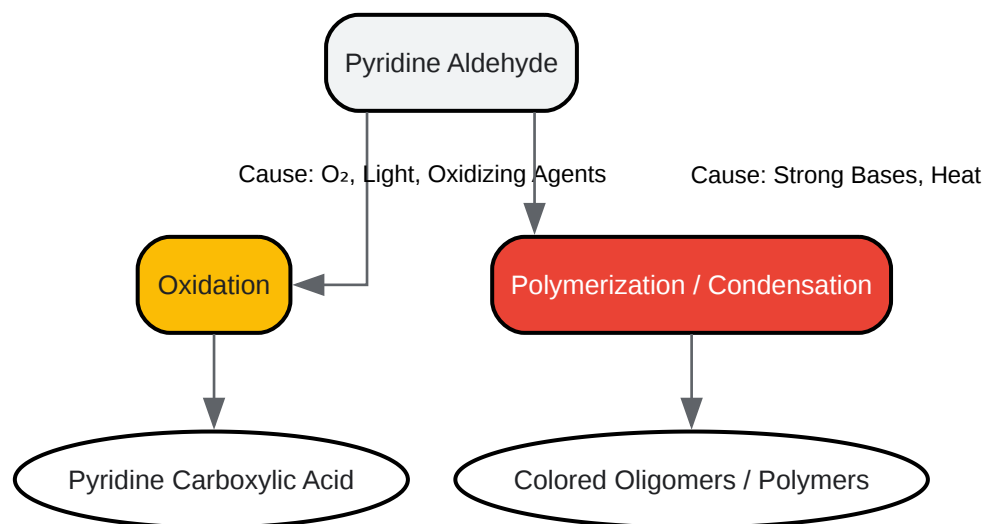 Pyridine Aldehyde
Cause: O₂, Light, Oxidizing Agents
Cause: Strong Bases, Heat
Oxidation
Polymerization / Condensation
Pyridine Carboxylic Acid
Colored Oligomers / Polymers